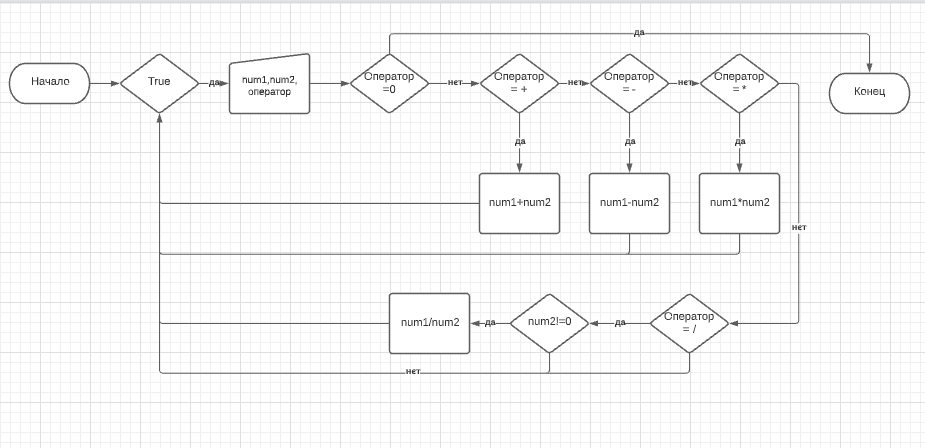 да
Начало
True
да
num1,num2,
оператор
Оператор
=0
нет
Оператор
= +
нет
Оператор
= -
нет
Оператор
= *
Конец
да
да
да
num1+num2
num1-num2
num1*num2
нет
num1/num2
да
num2!=0
да
Оператор
= /
нет